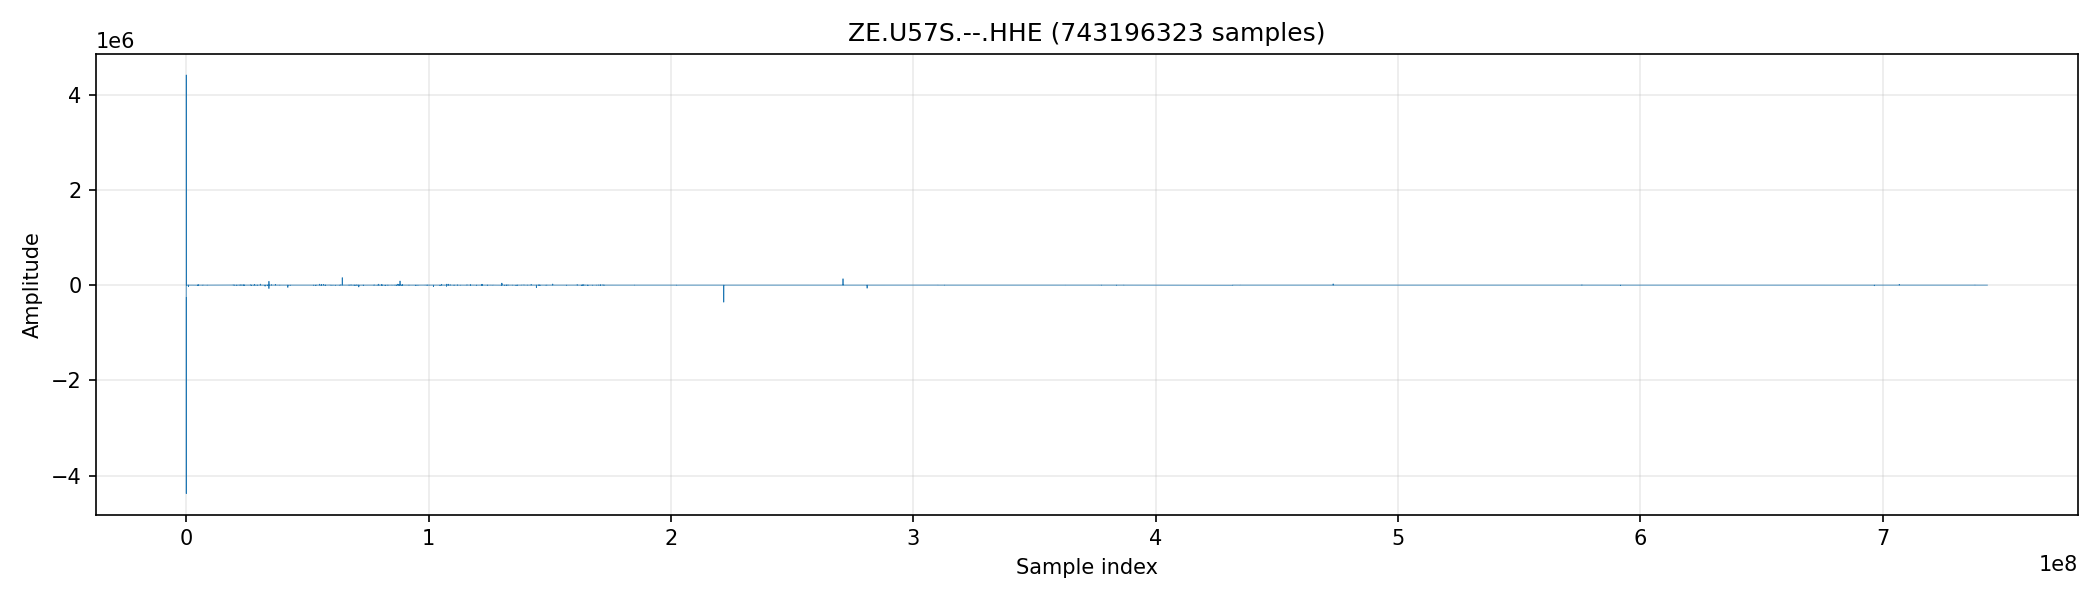 ZE.U57S.--.HHE (743196323 samples)
1e6
4
2
0
−2
−4
Amplitude
0 1 2 3 4 5 6 7
Sample index
1e8